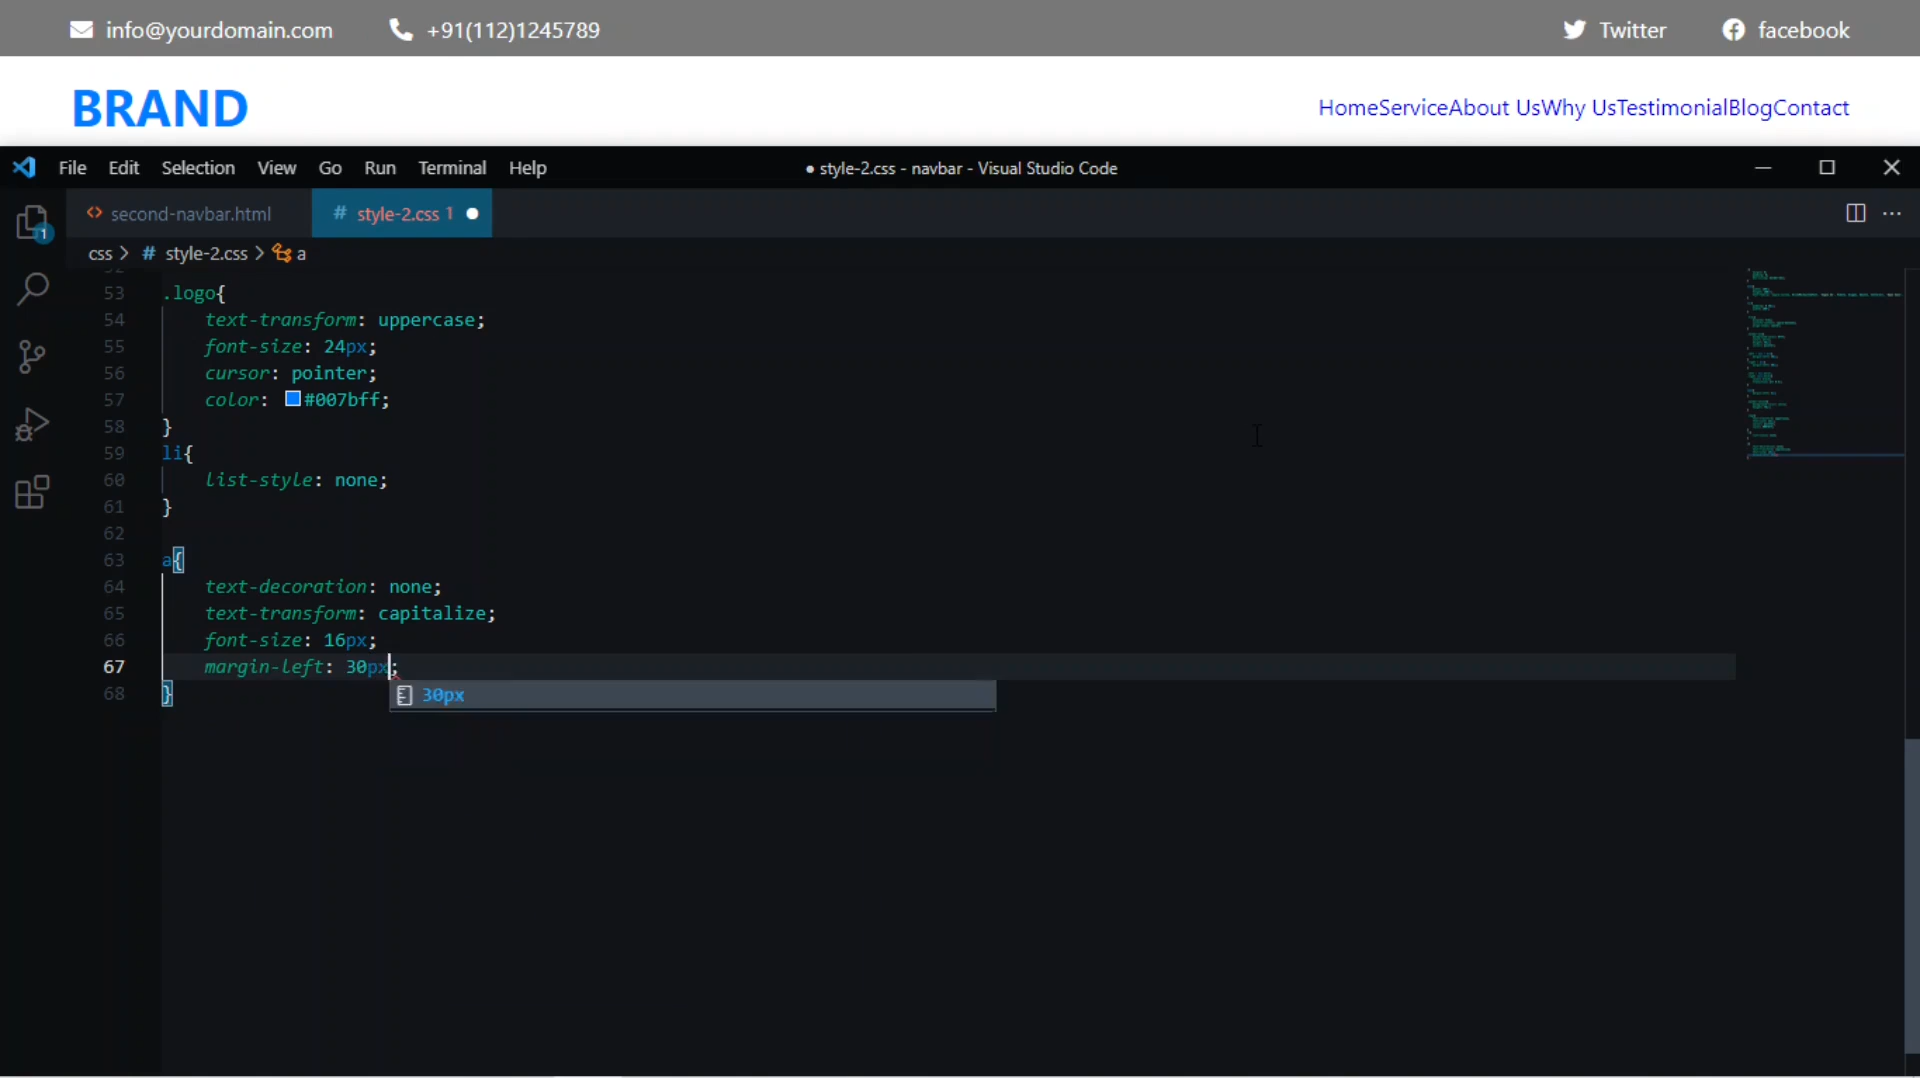 info@yourdomain.com +91(112)1245789 Twitter facebook
BRAND HomeServiceAbout UsWhy UsTestimonialBlogContact
File Edit Selection View Go Run Terminal Help ● style-2.css - navbar - Visual Studio Code
<> second-navbar.html # style-2.css 1
1
css > # style-2.css > a
53 .logo{
54 text-transform: uppercase;
55 font-size: 24px;
56 cursor: pointer;
57 color: #007bff;
58 }
59 li{
60 list-style: none;
61 }
62
63 a{
64 text-decoration: none;
65 text-transform: capitalize;
66 font-size: 16px;
67 margin-left: 30px;
68 }
30px